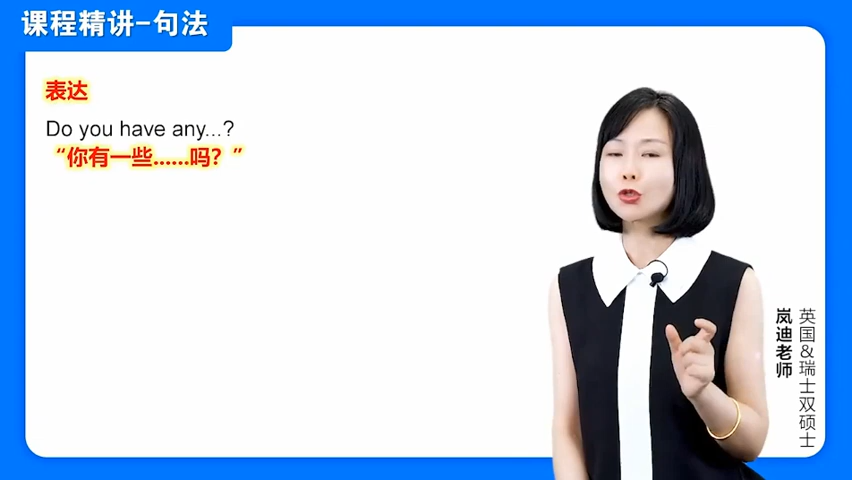 课程精讲-句法
表达
Do you have any...?
“你有一些......吗？”
英国&瑞士双硕士
岚迪老师